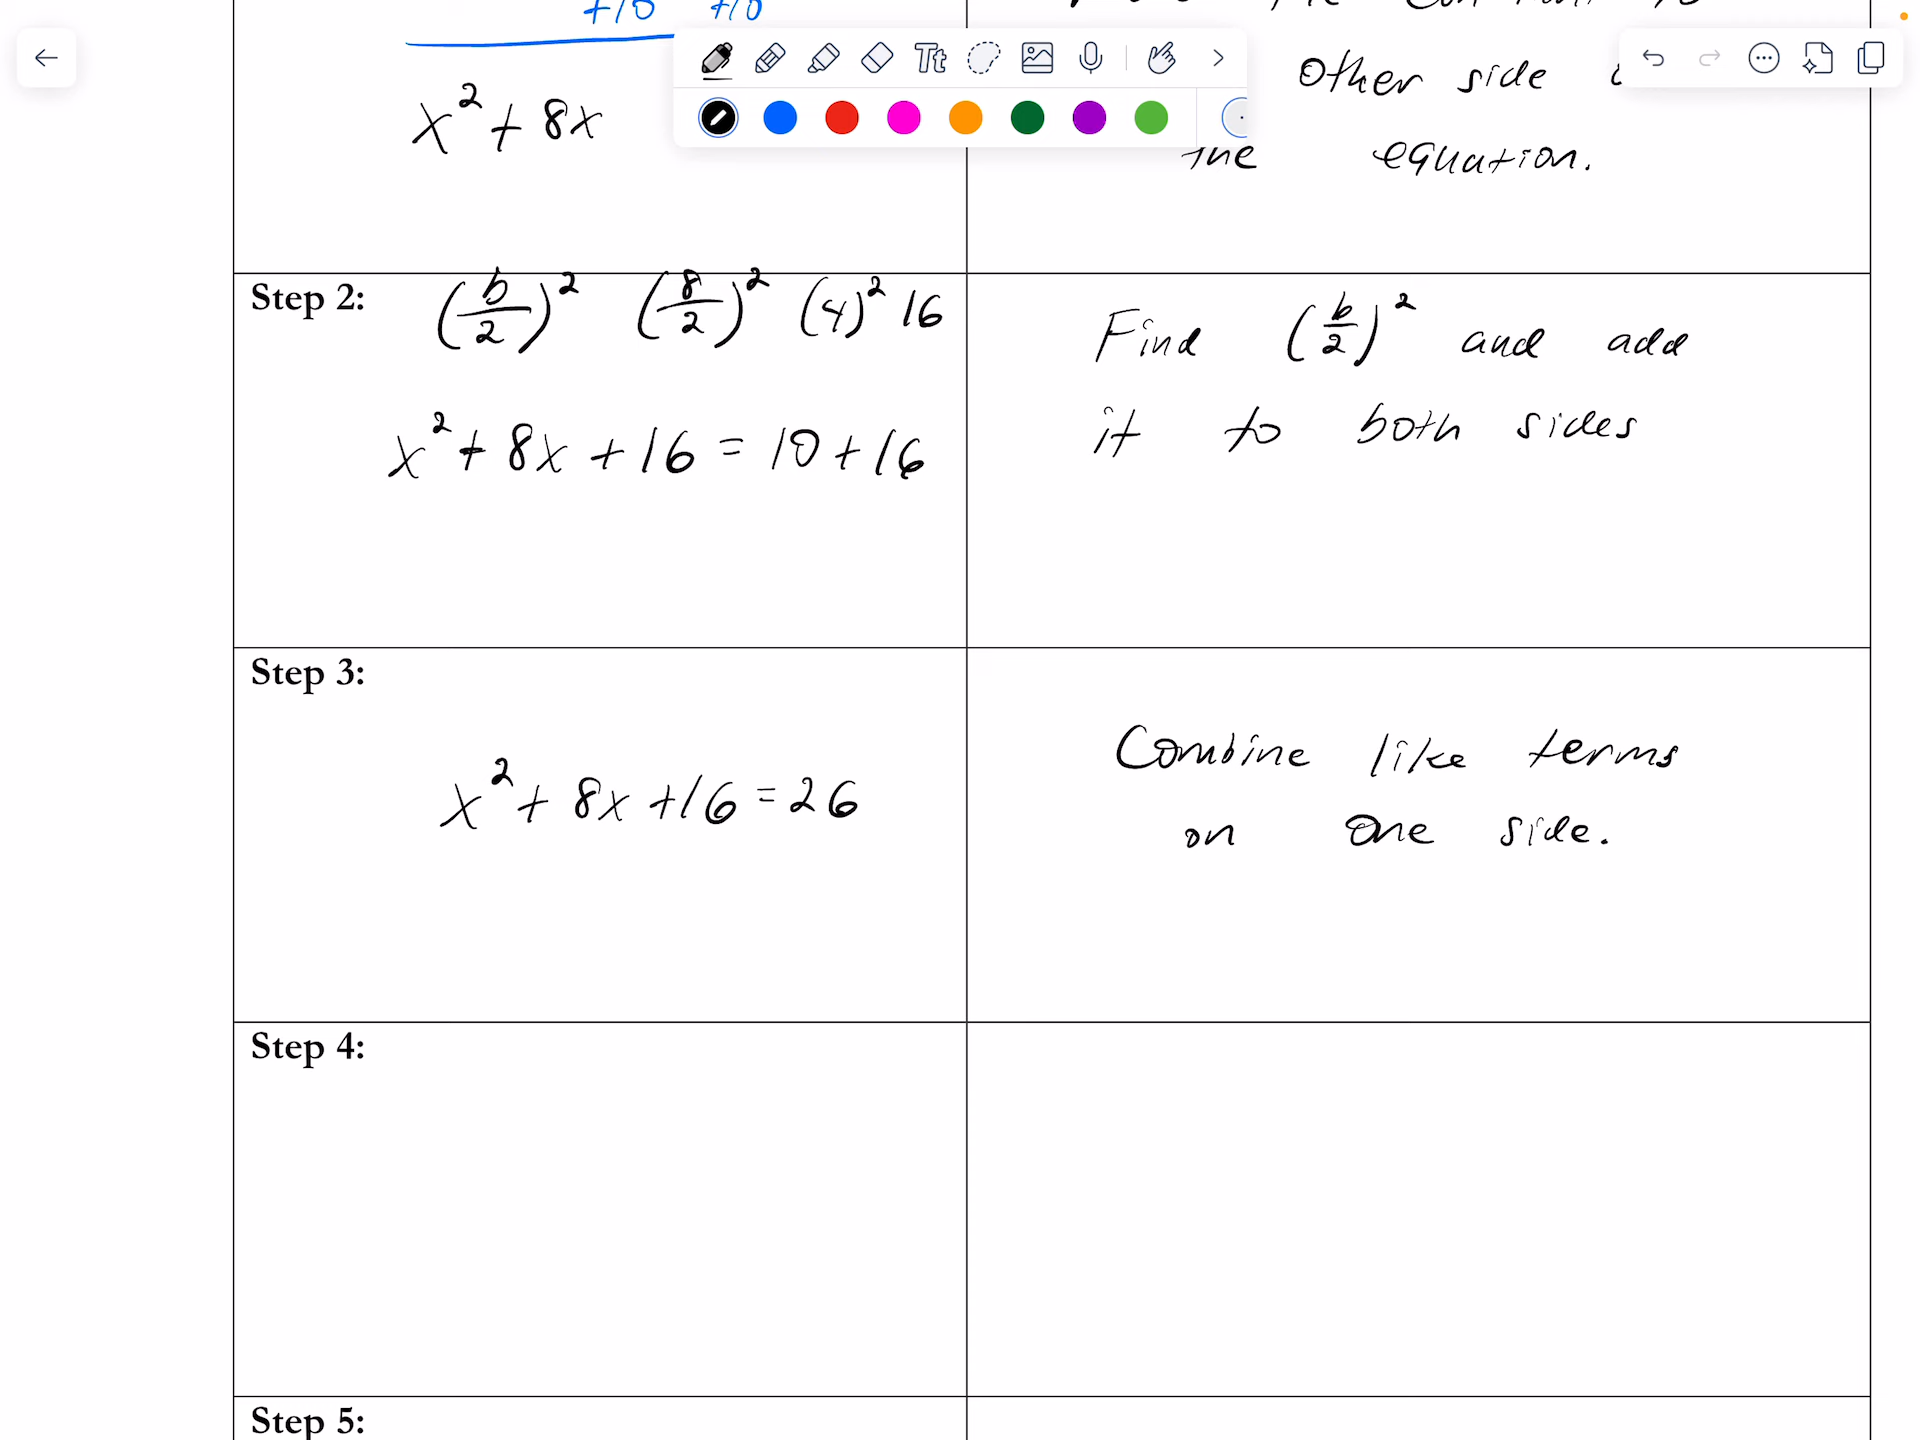 +10 +10
other side
x² + 8x
the equation.
Step 2: (b/2)² (8/2)² (4)² 16
Find (b/2)² and add
x² + 8x + 16 = 10 + 16
it to both sides
Step 3:
x² + 8x + 16 = 26
Combine like terms
on one side.
Step 4:
Step 5:
Tt